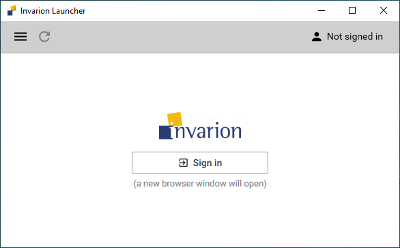 Invarion Launcher
Not signed in
invarion
Sign in
(a new browser window will open)